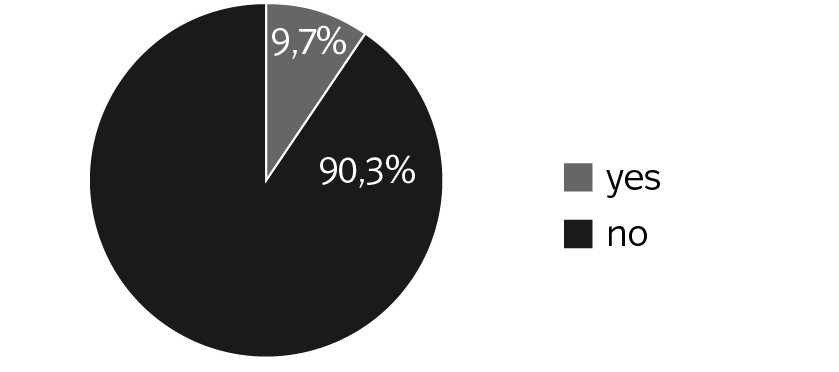 9,7%
90,3%
yes
no